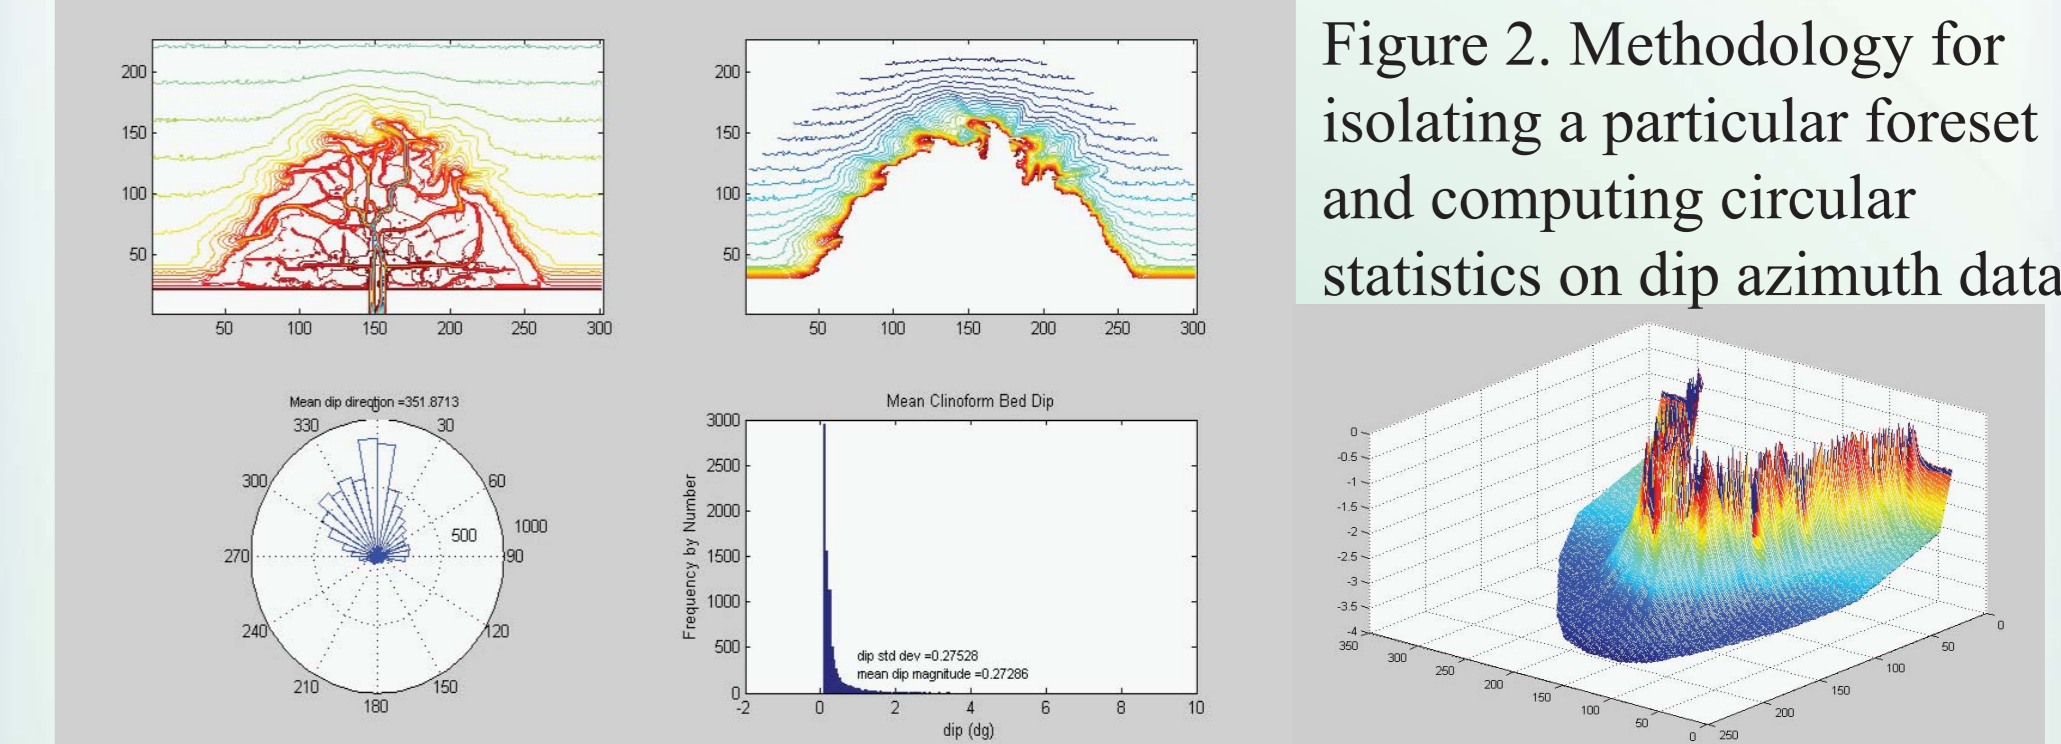 Figure 2. Methodology for
isolating a particular foreset
and computing circular
statistics on dip azimuth data
200
150
100
50
50 100 150 200 250 300
200
150
100
50
50 100 150 200 250 300
Mean dip direction =351.8713
0
330 30
300 60
1000
500
270 90
240 120
210 150
180
Mean Clinoform Bed Dip
3000
2500
2000
1500
1000
500
0
Frequency by Number
dip std dev =0.27528
mean dip magnitude =0.27286
-2 0 2 4 6 8 10
dip (dg)
0
-0.5
-1
-1.5
-2
-2.5
-3
-3.5
-4
350 300 250 200 150 100 50 0
0
50
100
150
200
250